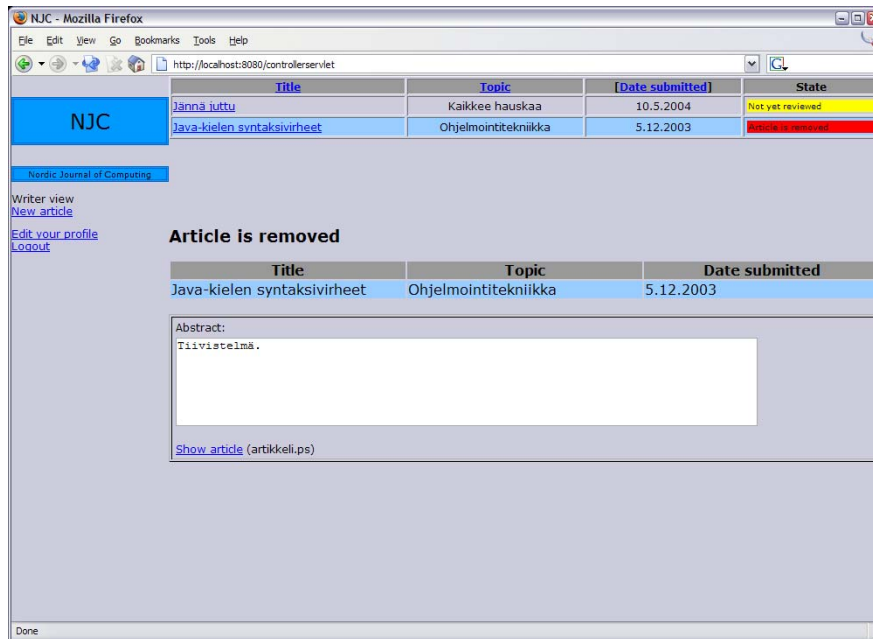 NJC - Mozilla Firefox
File Edit View Go Bookmarks Tools Help
http://localhost:8080/controllerservlet G
Title Topic [Date submitted] State
Jännä juttu Kaikkee hauskaa 10.5.2004 Not yet reviewed
Java-kielen syntaksivirheet Ohjelmointitekniikka 5.12.2003 Article is removed
NJC
Nordic Journal of Computing
Writer view
New article
Edit your profile
Logout
Article is removed
Title Topic Date submitted
Java-kielen syntaksivirheet Ohjelmointitekniikka 5.12.2003
Abstract:
Tiivistelmä.
Show article (artikkeli.ps)
Done